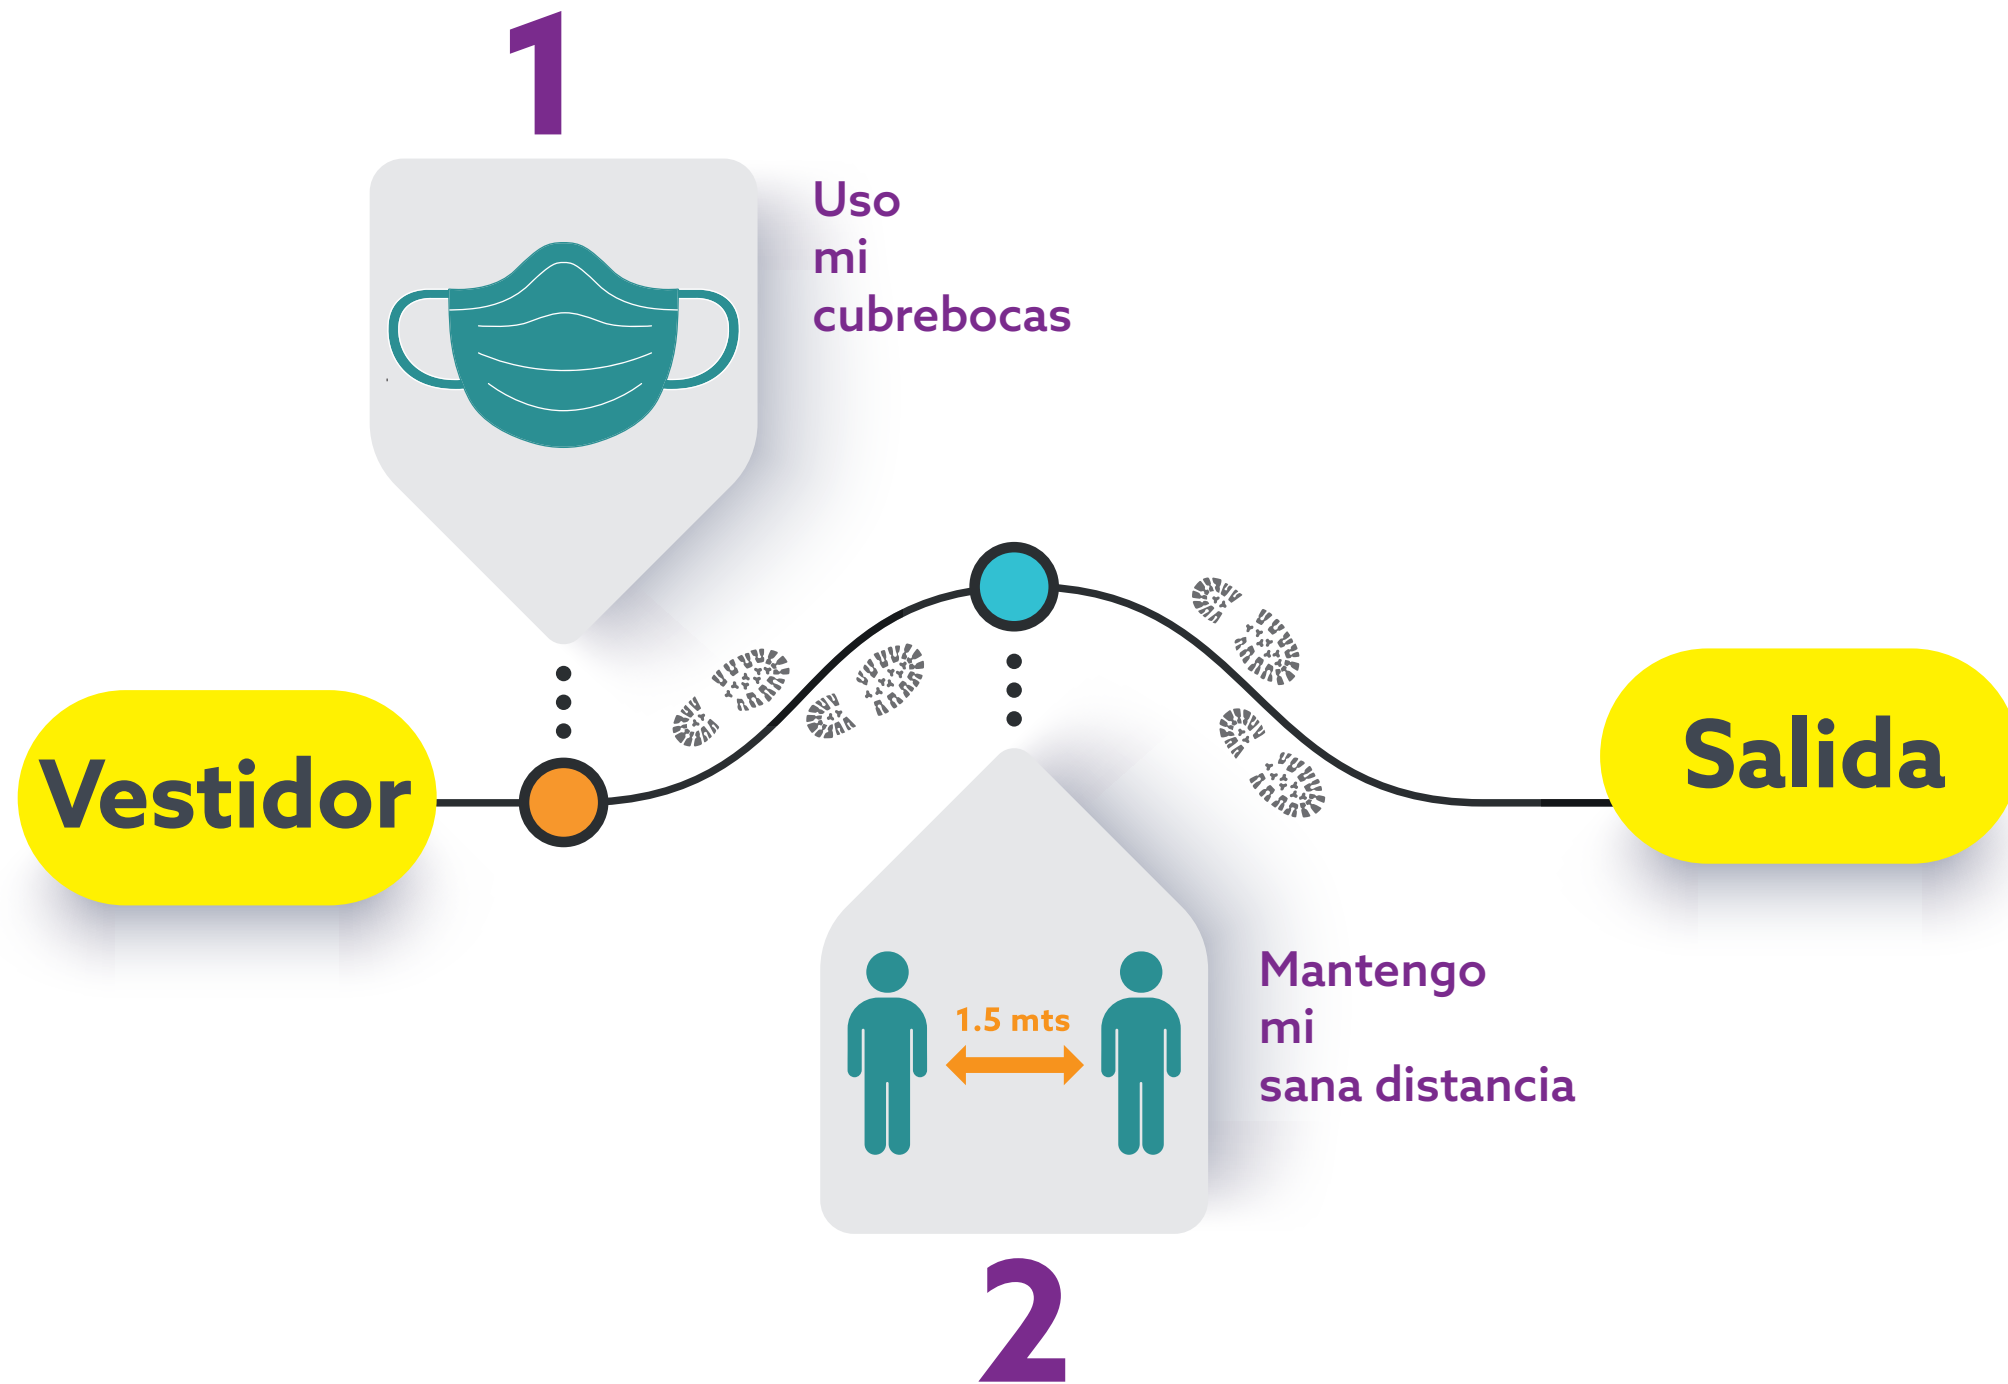 1
Uso
mi
cubrebocas
Vestidor
Salida
1.5 mts
Mantengo
mi
sana distancia
2